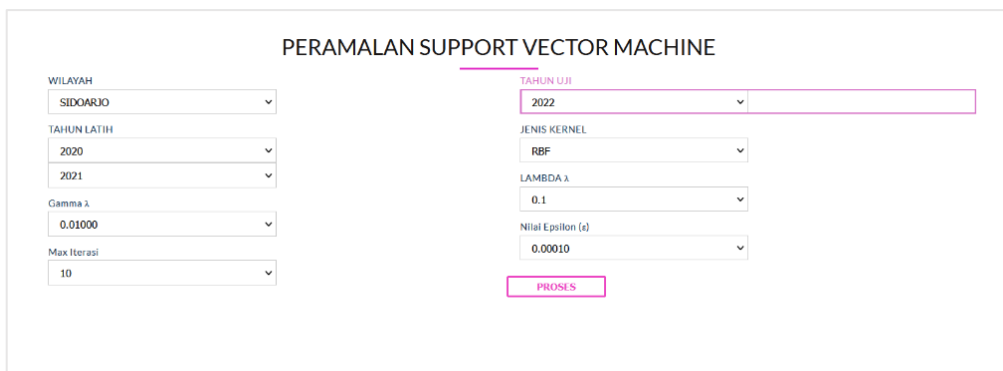 PERAMALAN SUPPORT VECTOR MACHINE
WILAYAH
SIDOARJO
TAHUN LATIH
2020
2021
Gamma λ
0.01000
Max Iterasi
10
TAHUN UJI
2022
JENIS KERNEL
RBF
LAMBDA λ
0.1
Nilai Epsilon (ε)
0.00010
PROSES